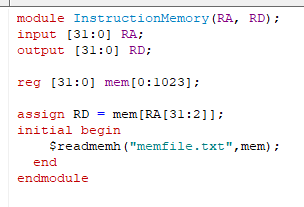 module InstructionMemory(RA, RD);
input [31:0] RA;
output [31:0] RD;
reg [31:0] mem[0:1023];
assign RD = mem[RA[31:2]];
initial begin
$readmemh("memfile.txt",mem);
end
endmodule